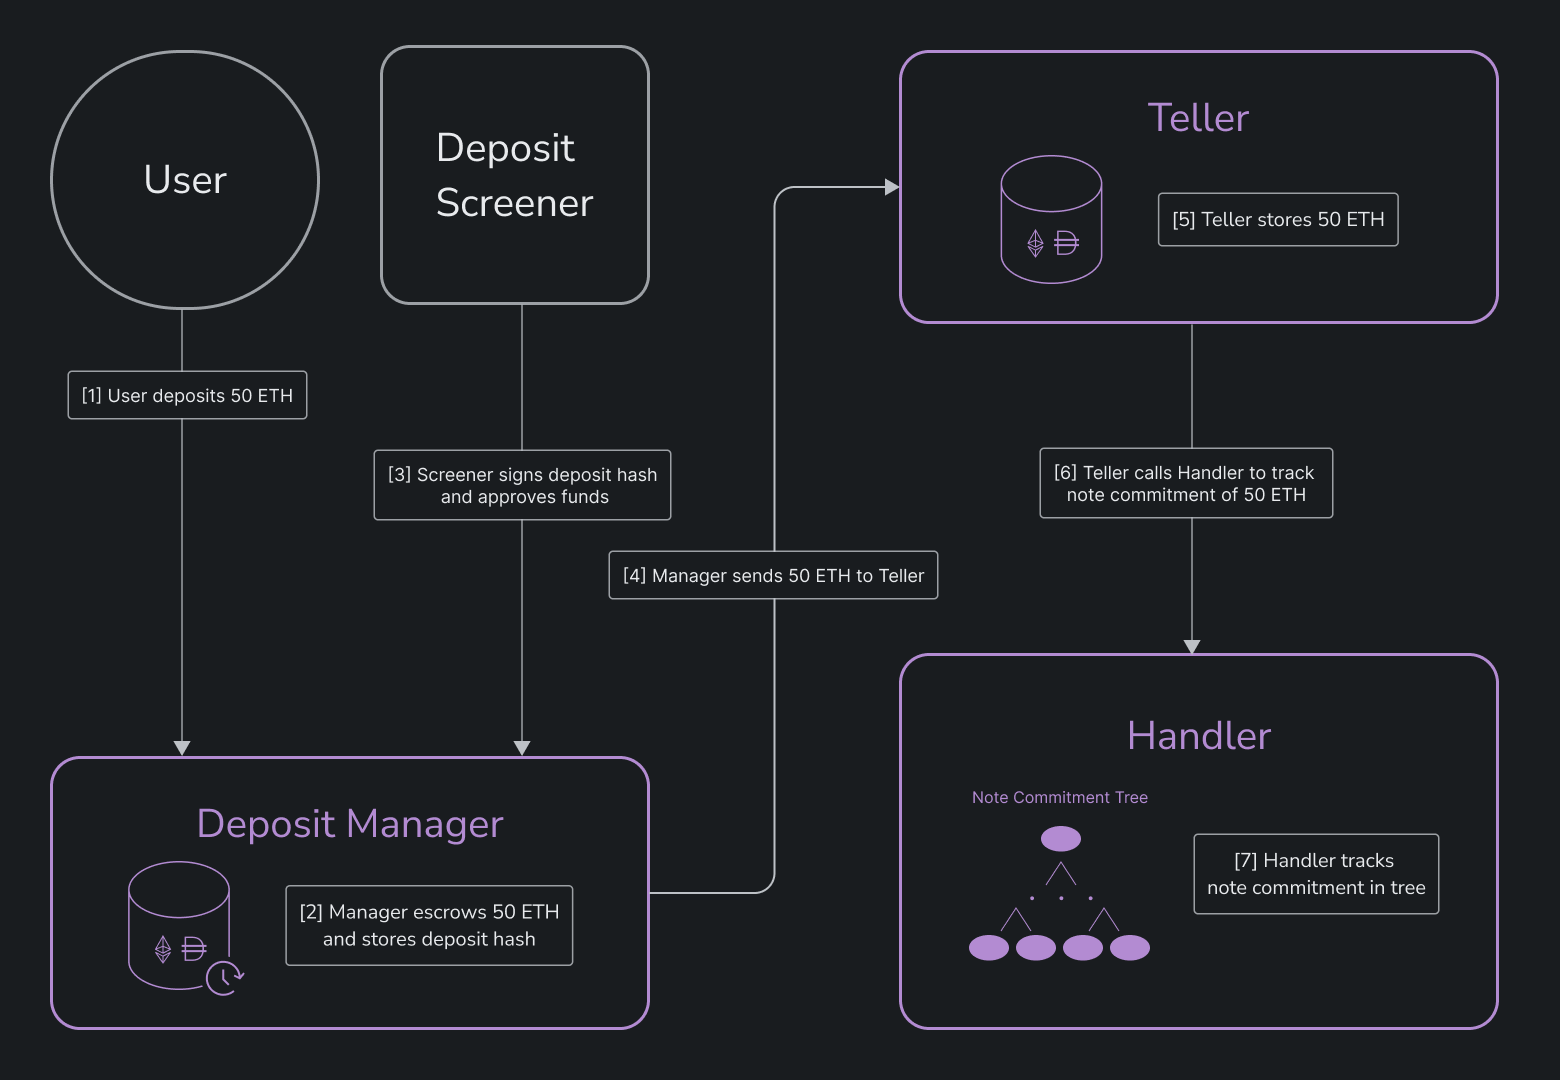 User
Deposit
Screener
Teller
[5] Teller stores 50 ETH
[1] User deposits 50 ETH
[3] Screener signs deposit hash
and approves funds
[4] Manager sends 50 ETH to Teller
[6] Teller calls Handler to track
note commitment of 50 ETH
Deposit Manager
[2] Manager escrows 50 ETH
and stores deposit hash
Handler
Note Commitment Tree
[7] Handler tracks
note commitment in tree